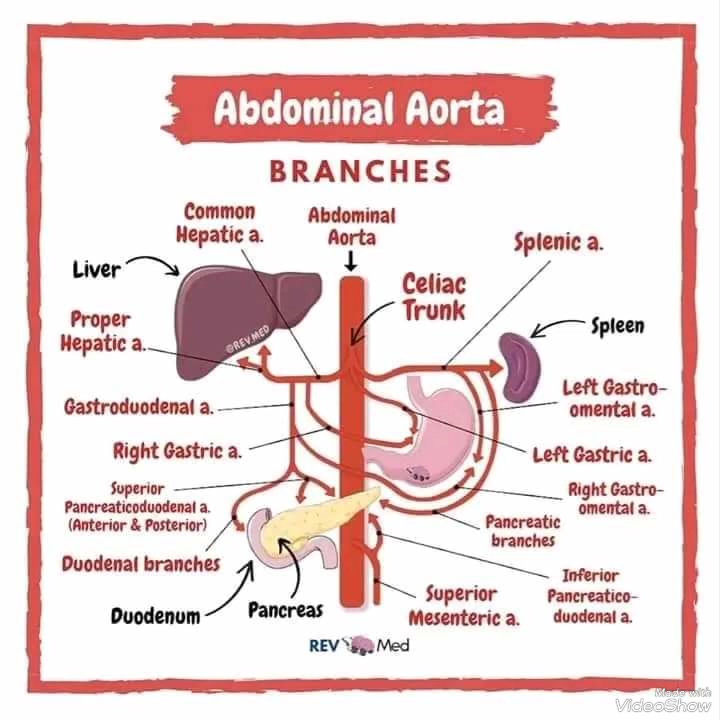 Abdominal Aorta
BRANCHES
Common
Hepatic a.
Abdominal
Aorta
Splenic a.
Liver
Celiac
Trunk
Proper
Hepatic a.
@REV.MED
Spleen
Left Gastro-
omental a.
Gastroduodenal a.
Right Gastric a.
Left Gastric a.
Superior
Pancreaticoduodenal a.
(Anterior & Posterior)
Right Gastro-
omental a.
Pancreatic
branches
Duodenal branches
Inferior
Pancreatico-
duodenal a.
Duodenum
Pancreas
Superior
Mesenteric a.
REV Med
Made with
VideoShow